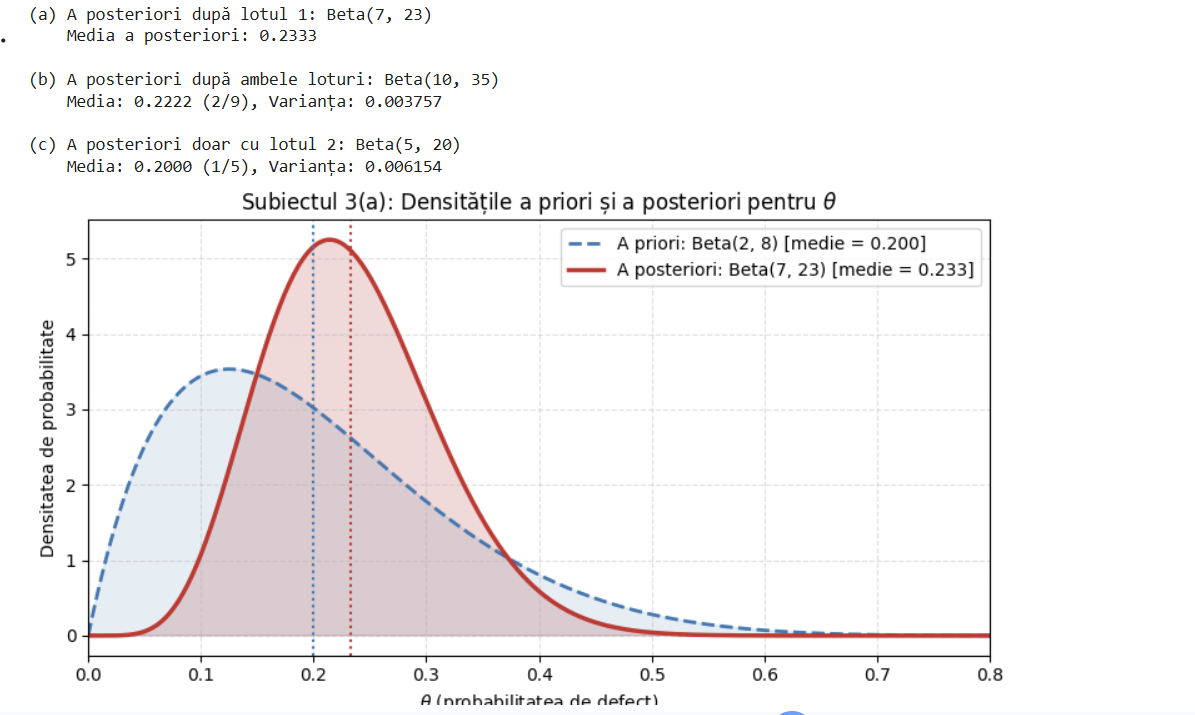 (a) A posteriori după lotul 1: Beta(7, 23)
Media a posteriori: 0.2333
(b) A posteriori după ambele loturi: Beta(10, 35)
Media: 0.2222 (2/9), Varianța: 0.003757
(c) A posteriori doar cu lotul 2: Beta(5, 20)
Media: 0.2000 (1/5), Varianța: 0.006154
Subiectul 3(a): Densitățile a priori și a posteriori pentru θ
A priori: Beta(2, 8) [medie = 0.200]
A posteriori: Beta(7, 23) [medie = 0.233]
Densitatea de probabilitate
5
4
3
2
1
0
0.0 0.1 0.2 0.3 0.4 0.5 0.6 0.7 0.8
θ (probabilitatea de defect)